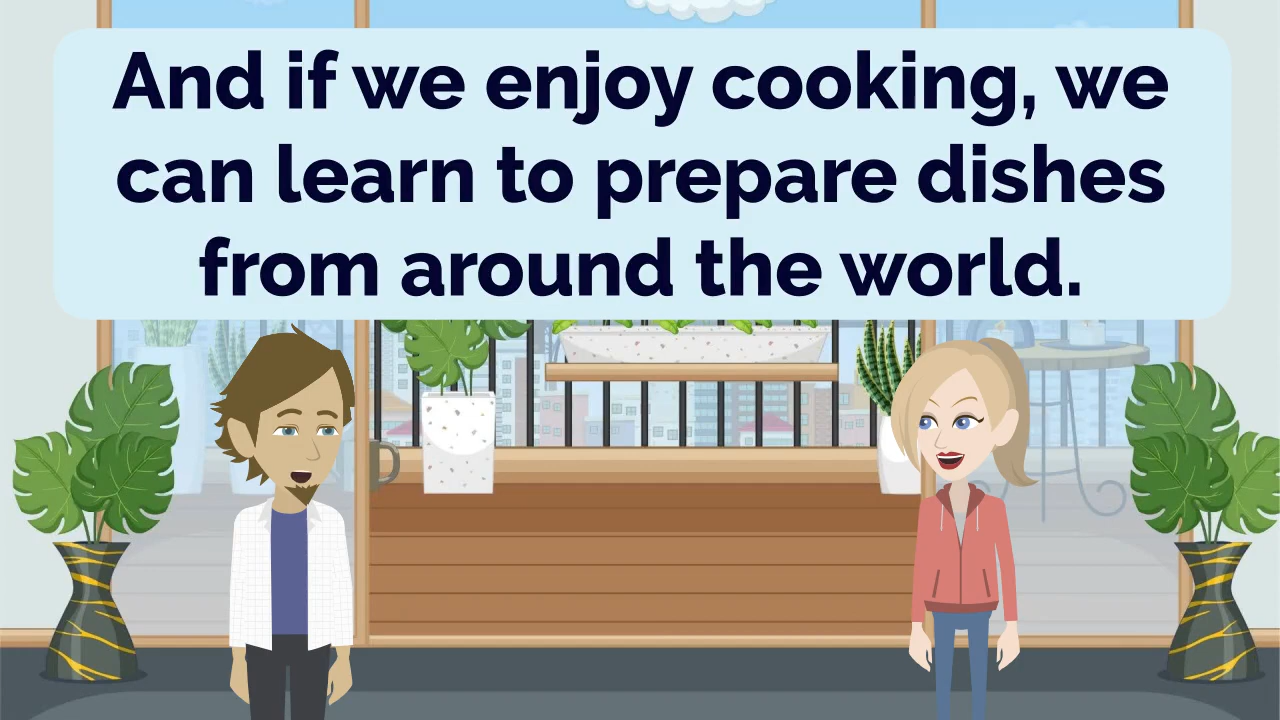 And if we enjoy cooking, we
can learn to prepare dishes
from around the world.